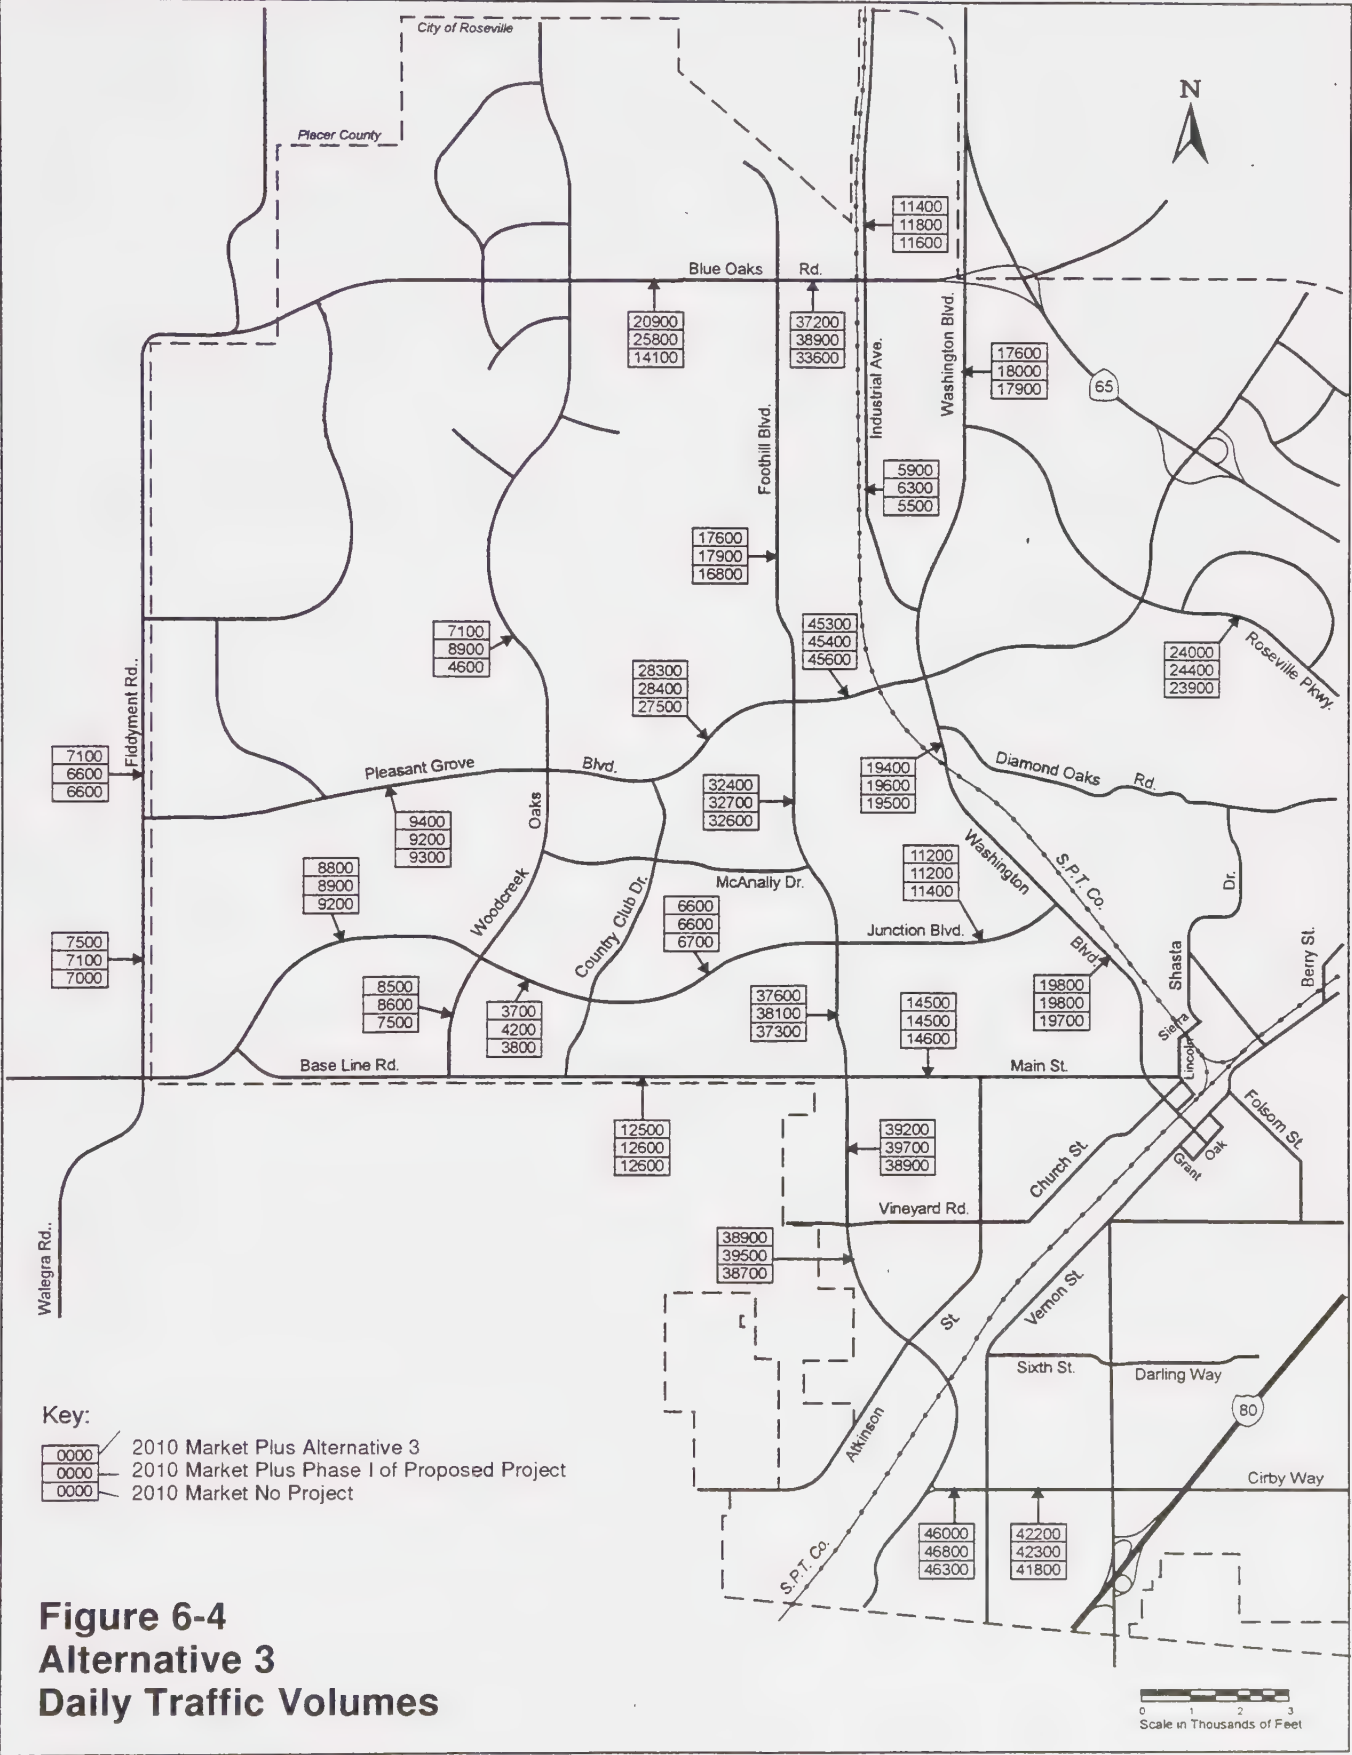 City of Roseville
Placer County
N
11400
11800
11600
Blue Oaks Rd.
20900
25800
14100
37200
38900
33600
Industrial Ave.
Washington Blvd.
17600
18000
17900
65
Foothill Blvd.
5900
6300
5500
17600
17900
16800
7100
8900
4600
45300
45400
45600
28300
28400
27500
24000
24400
23900
Roseville Pkwy.
Fiddyment Rd..
7100
6600
6600
Pleasant Grove Blvd.
19400
19600
19500
Diamond Oaks Rd.
32400
32700
32600
9400
9200
9300
Woodcreek Oaks
8800
8900
9200
McAnally Dr.
11200
11200
11400
Washington Blvd.
S.P.T. Co.
Shasta Dr.
Country Club Dr.
6600
6600
6700
Junction Blvd.
Berry St.
7500
7100
7000
8500
8600
7500
3700
4200
3800
37600
38100
37300
14500
14500
14600
19800
19800
19700
Sierra
Lincoln
Base Line Rd.
Main St.
12500
12600
12600
39200
39700
38900
Church St.
Folsom St.
Grant
Oak
Vineyard Rd.
Walegra Rd..
38900
39500
38700
Vernon St.
Atkinson St
Sixth St.
Darling Way
80
Cirby Way
46000
46800
46300
42200
42300
41800
S.P.T. Co.
Key:
0000 2010 Market Plus Alternative 3
0000 2010 Market Plus Phase I of Proposed Project
0000 2010 Market No Project
Figure 6-4
Alternative 3
Daily Traffic Volumes
0 1 2 3
Scale in Thousands of Feet